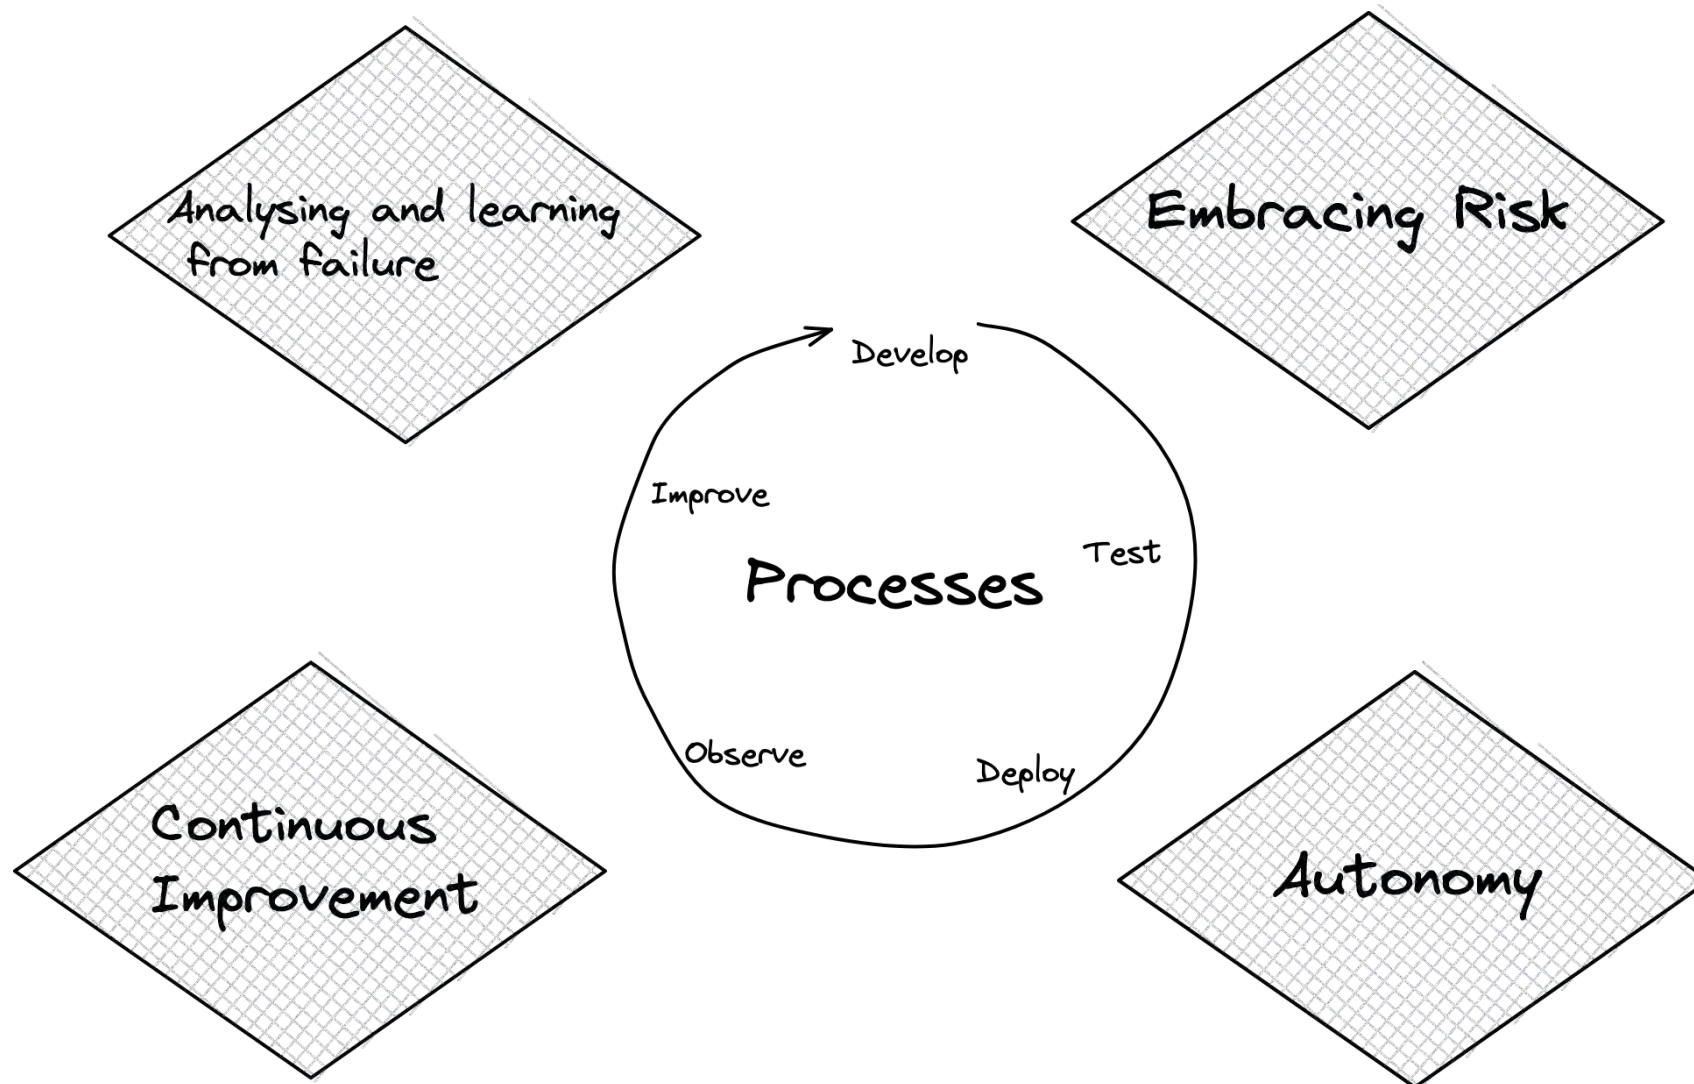 Analysing and learning
from failure
Embracing Risk
Develop
Improve
Test
Processes
Observe
Deploy
Continuous
Improvement
Autonomy